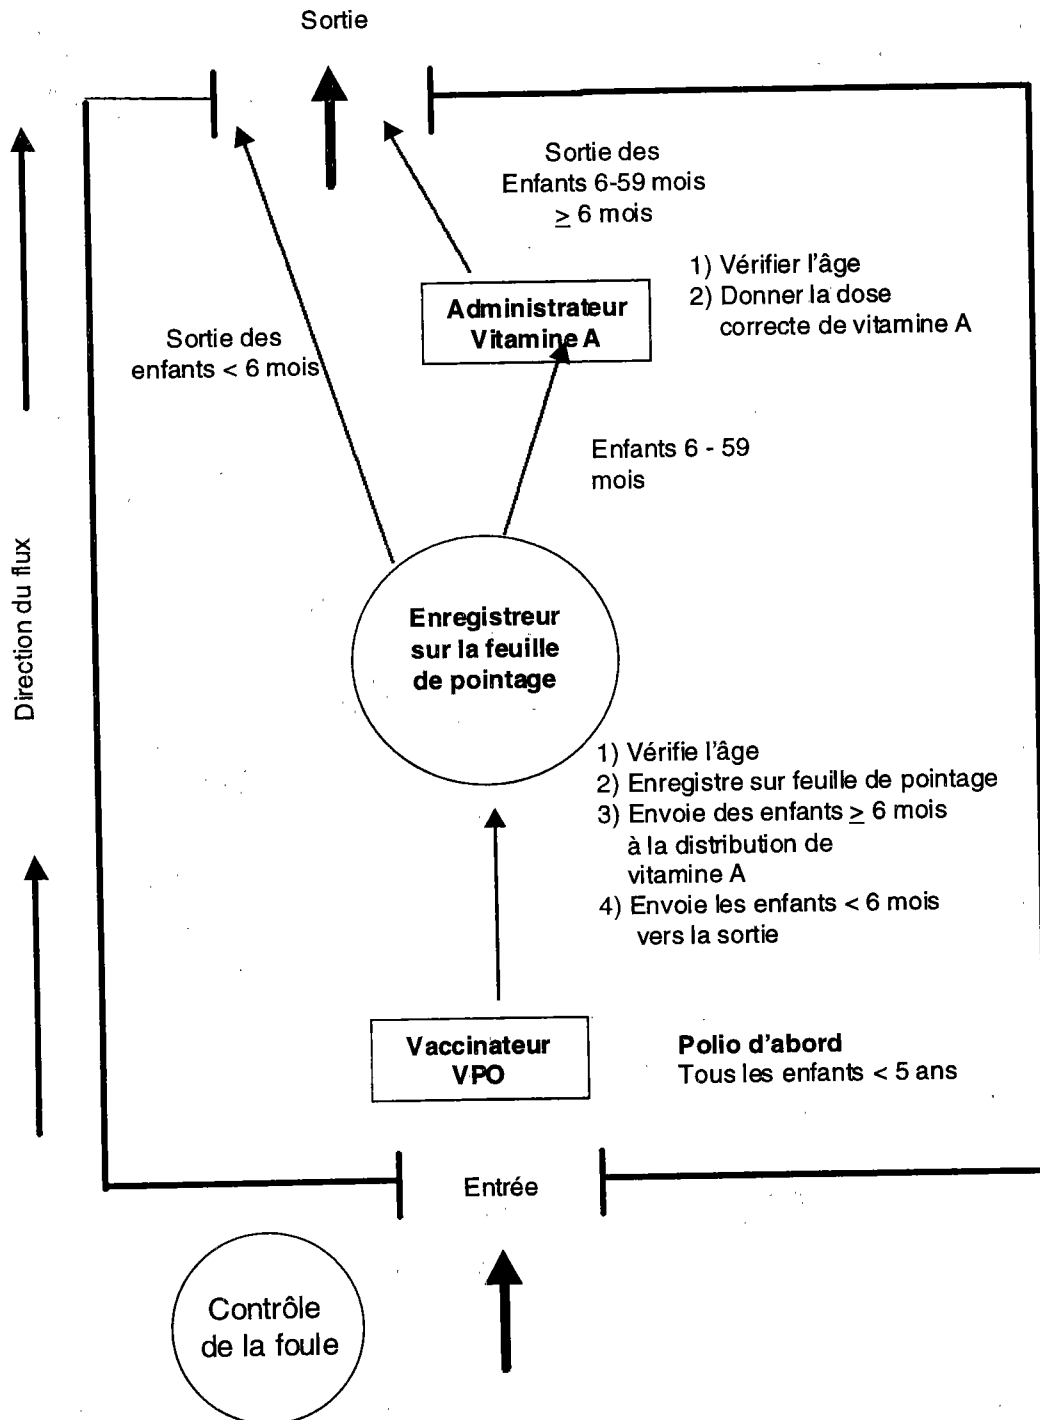 Sortie
Sortie des
Enfants 6-59 mois
≥ 6 mois
1) Vérifier l'âge
2) Donner la dose
correcte de vitamine A
Administrateur
Vitamine A
Sortie des
enfants < 6 mois
Enfants 6 - 59
mois
Direction du flux
Enregistreur
sur la feuille
de pointage
1) Vérifie l'âge
2) Enregistre sur feuille de pointage
3) Envoie des enfants ≥ 6 mois
à la distribution de
vitamine A
4) Envoie les enfants < 6 mois
vers la sortie
Vaccinateur
VPO
Polio d'abord
Tous les enfants < 5 ans
Entrée
Contrôle
de la foule